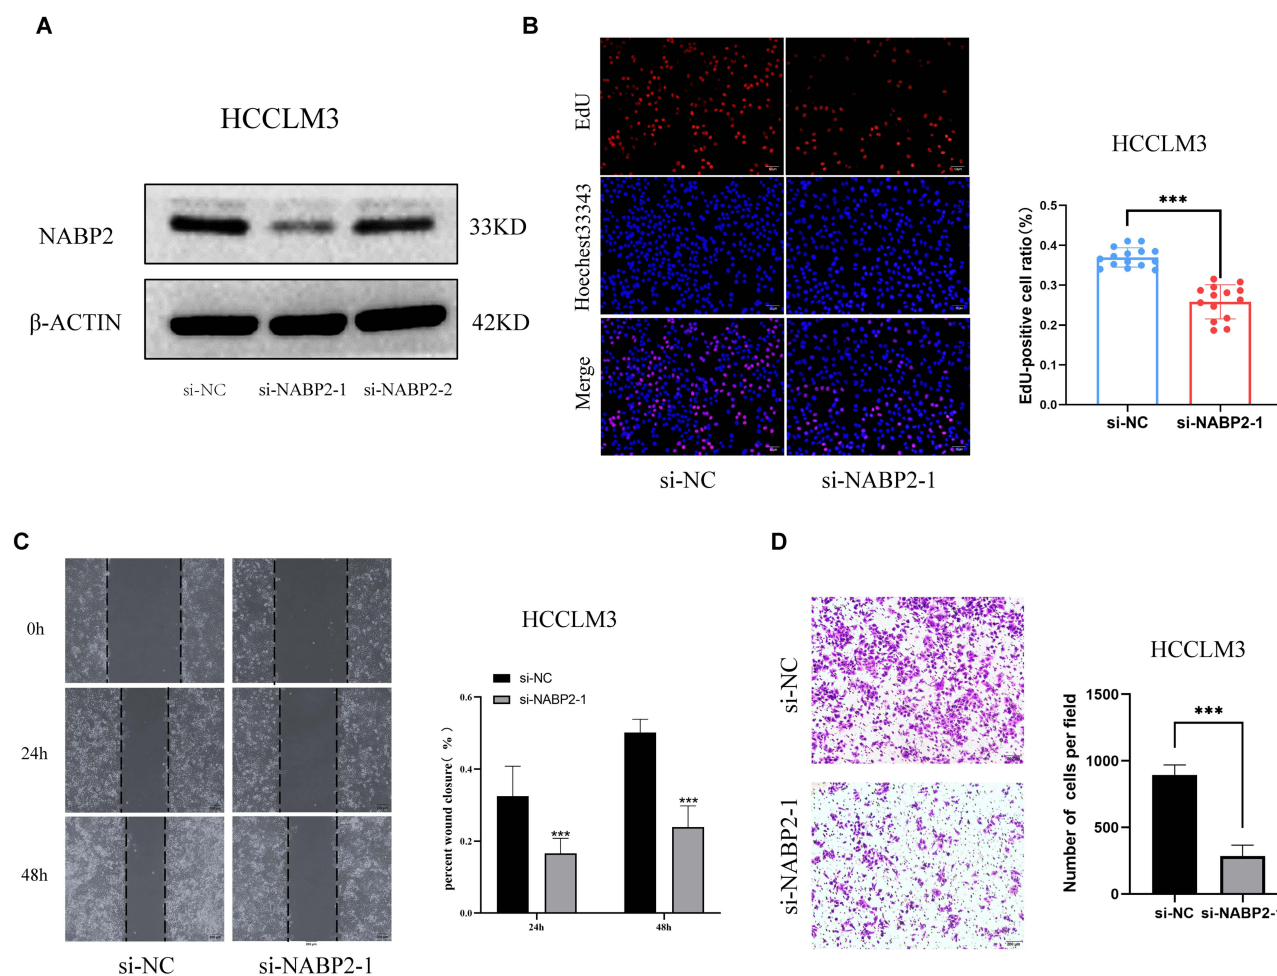 A
HCCLM3
NABP2
33KD
β-ACTIN
42KD
si-NC si-NABP2-1 si-NABP2-2
B
EdU
Hoechest33343
Merge
si-NC si-NABP2-1
HCCLM3
***
EdU-positive cell ratio(%)
0.5
0.4
0.3
0.2
0.1
0.0
si-NC si-NABP2-1
C
0h
24h
48h
si-NC si-NABP2-1
HCCLM3
si-NC
si-NABP2-1
percent wound closure( % )
0.6
0.4
0.2
0.0
***
***
24h 48h
D
si-NC
si-NABP2-1
HCCLM3
***
Number of cells per field
1500
1000
500
0
si-NC si-NABP2-1